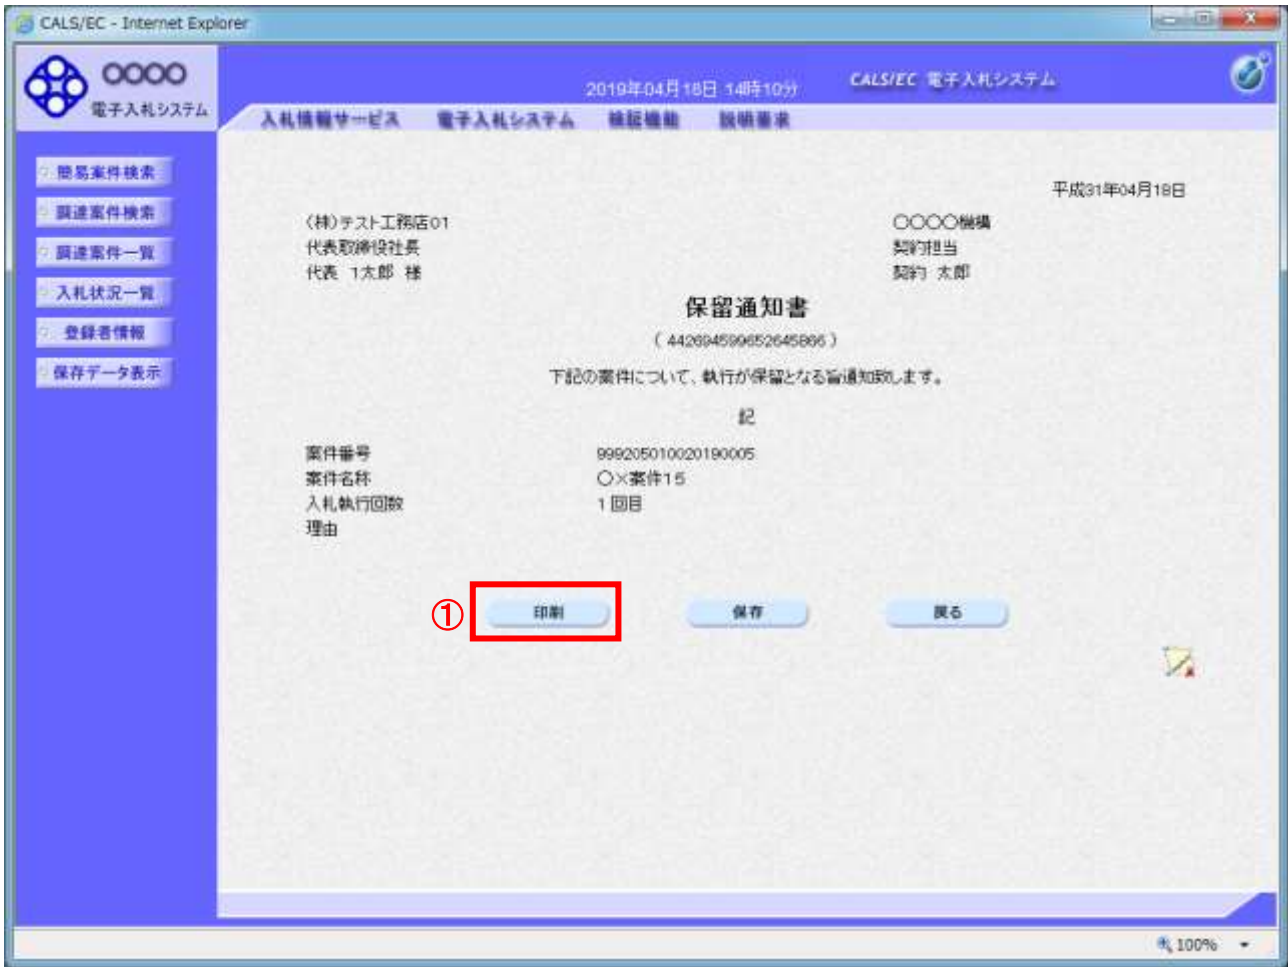 CALS/EC - Internet Explorer
〇〇〇〇
電子入札システム
2019年04月18日 14時10分
CALS/EC 電子入札システム
入札情報サービス 電子入札システム 検証機能 説明要求
簡易案件検索
調達案件検索
調達案件一覧
入札状況一覧
登録者情報
保存データ表示
平成31年04月18日
(株)テスト工務店01
代表取締役社長
代表 1太郎 様
〇〇〇〇機構
契約担当
契約 太郎
保留通知書
( 442694599652645866 )
下記の案件について、執行が保留となる旨通知致します。
記
案件番号 999205010020190005
案件名称 〇×案件15
入札執行回数 1 回目
理由
① 印刷 保存 戻る
100%